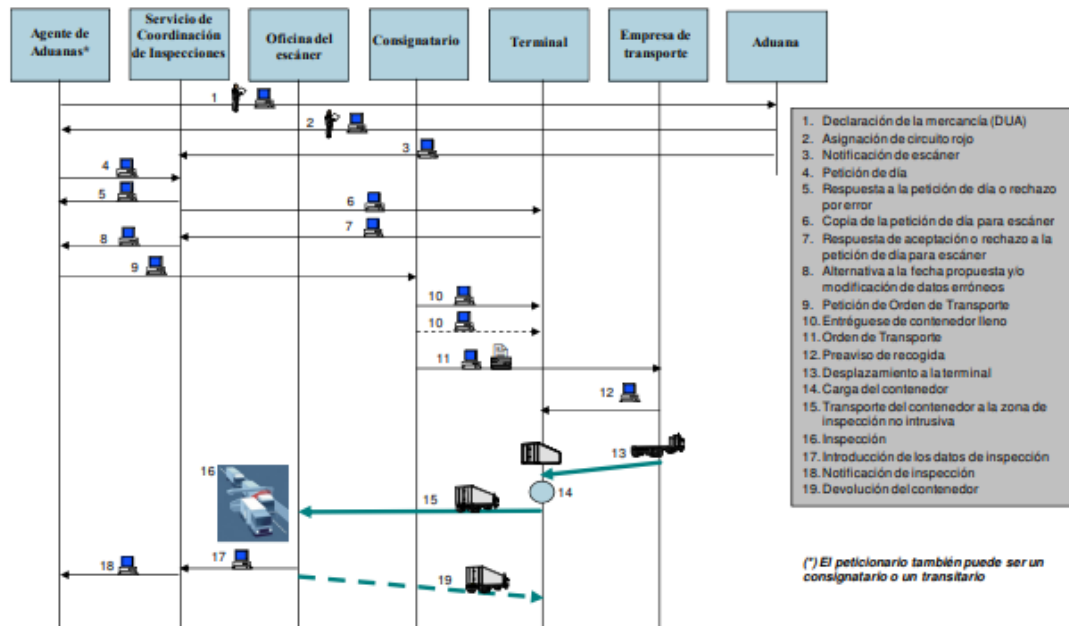 Agente de
Aduanas*
Servicio de
Coordinación
de Inspecciones
Oficina del
escáner
Consignatario
Terminal
Empresa de
transporte
Aduana
1
2
3
4
5
6
7
8
9
10
10
11
12
13
14
15
16
17
18
19
1. Declaración de la mercancía (DUA)
2. Asignación de circuito rojo
3. Notificación de escáner
4. Petición de día
5. Respuesta a la petición de día o rechazo
por error
6. Copia de la petición de día para escáner
7. Respuesta de aceptación o rechazo a la
petición de día para escáner
8. Alternativa a la fecha propuesta y/o
modificación de datos erróneos
9. Petición de Orden de Transporte
10. Entréguese de contenedor lleno
11. Orden de Transporte
12. Preaviso de recogida
13. Desplazamiento a la terminal
14. Carga del contenedor
15. Transporte del contenedor a la zona de
inspección no intrusiva
16. Inspección
17. Introducción de los datos de inspección
18. Notificación de inspección
19. Devolución del contenedor
(*) El peticionario también puede ser un
consignatario o un transitario